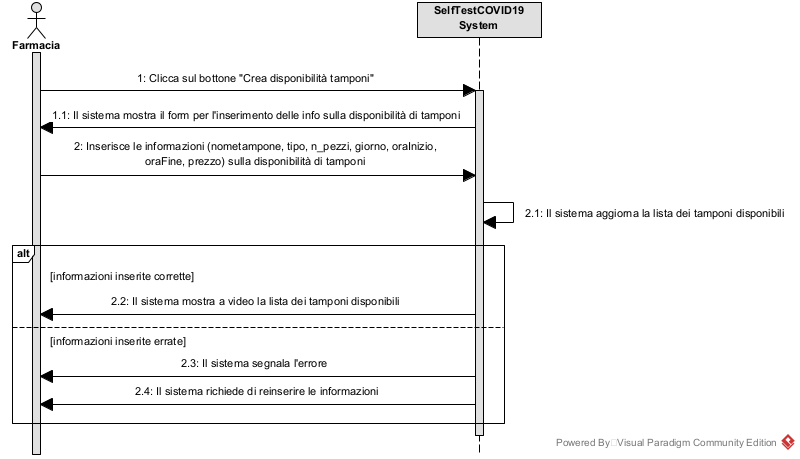 SelfTestCOVID19
System
Farmacia
1: Clicca sul bottone "Crea disponibilità tamponi"
1.1: Il sistema mostra il form per l'inserimento delle info sulla disponibilità di tamponi
2: Inserisce le informazioni (nometampone, tipo, n_pezzi, giorno, oraInizio,
oraFine, prezzo) sulla disponibilità di tamponi
2.1: Il sistema aggiorna la lista dei tamponi disponibili
alt
[informazioni inserite corrette]
2.2: Il sistema mostra a video la lista dei tamponi disponibili
[informazioni inserite errate]
2.3: Il sistema segnala l'errore
2.4: Il sistema richiede di reinserire le informazioni
Powered By Visual Paradigm Community Edition